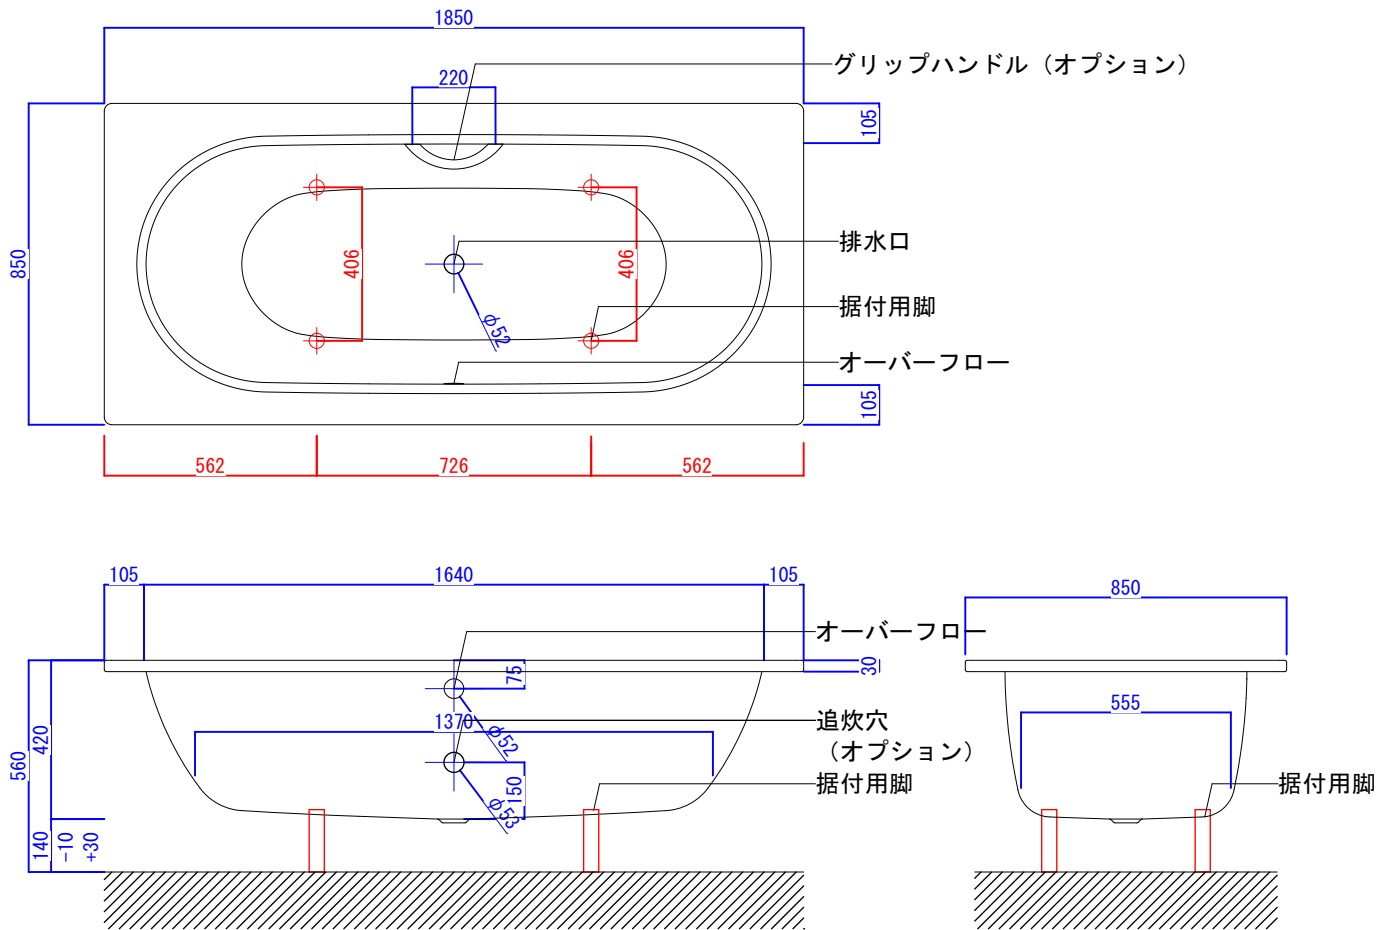 1850
グリップハンドル（オプション）
220
105
850
406
406
排水口
φ52
据付用脚
オーバーフロー
105
562
726
562
105
1640
105
850
オーバーフロー
75
30
420
560
1370
φ52
追炊穴
（オプション）
555
150
φ53
据付用脚
据付用脚
140
-10
+30